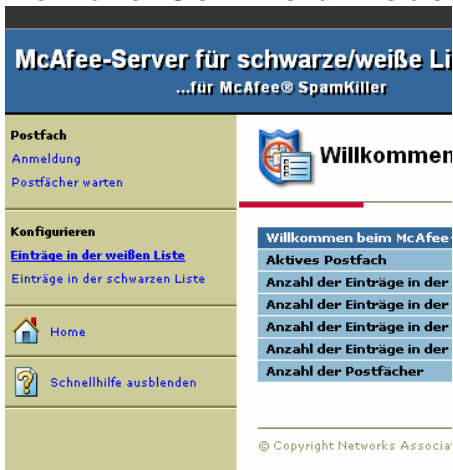 McAfee-Server für schwarze/weiße Li
...für McAfee® SpamKiller
Postfach
Anmeldung
Postfächer warten
Konfigurieren
Einträge in der weißen Liste
Einträge in der schwarzen Liste
Home
Schnellhilfe ausblenden
Willkommen
Willkommen beim McAfee-
Aktives Postfach
Anzahl der Einträge in der
Anzahl der Einträge in der
Anzahl der Einträge in der
Anzahl der Einträge in der
Anzahl der Postfächer
© Copyright Networks Associa